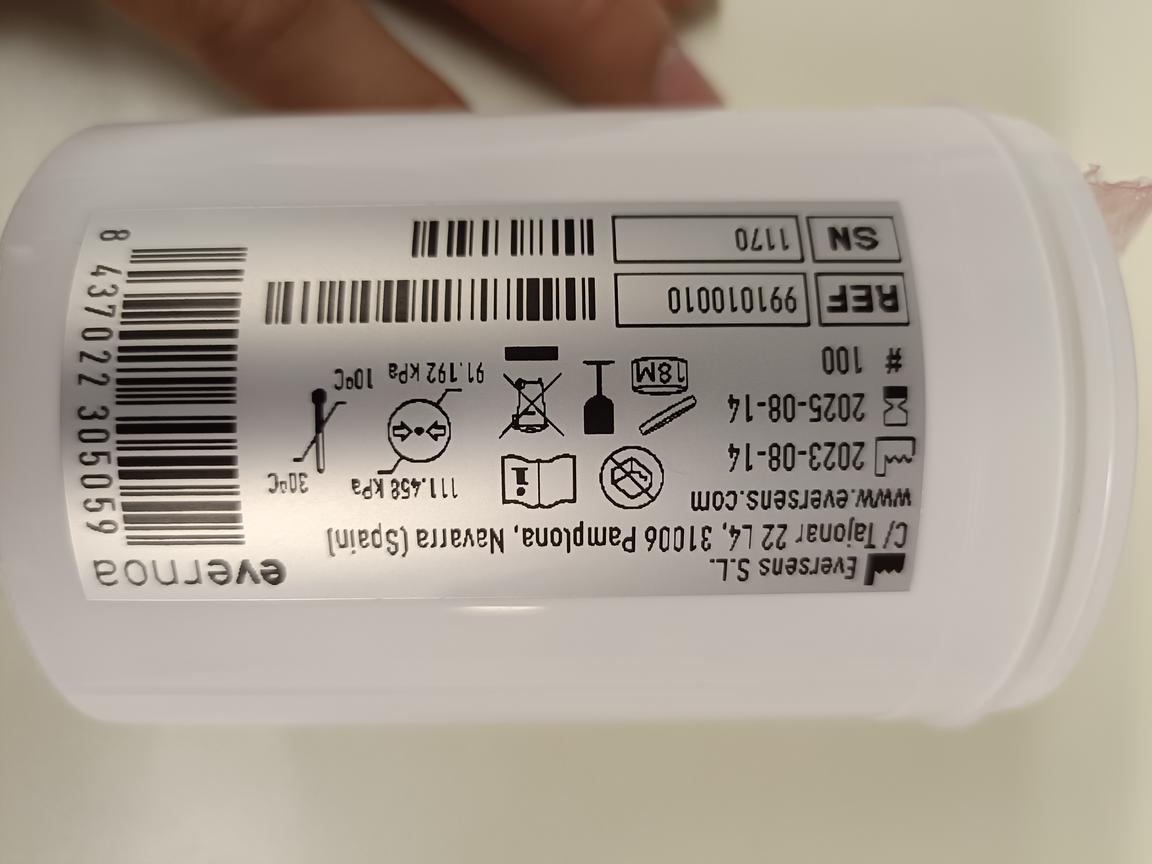 evernoa
Eversens S.L.
C/Tajonar 22 L4, 31006 Pamplona, Navarra (Spain)
www.eversens.com
2023-08-14
2025-08-14
# 100
18M
111.458 kPa
91.192 kPa
30ºC
10ºC
REF 991010010
SN 1170
8 437022 305059